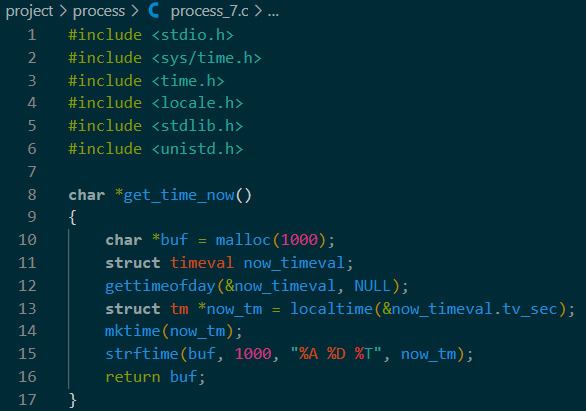 project > process > C process_7.c > ...
1 #include <stdio.h>
2 #include <sys/time.h>
3 #include <time.h>
4 #include <locale.h>
5 #include <stdlib.h>
6 #include <unistd.h>
7
8 char *get_time_now()
9 {
10     char *buf = malloc(1000);
11     struct timeval now_timeval;
12     gettimeofday(&now_timeval, NULL);
13     struct tm *now_tm = localtime(&now_timeval.tv_sec);
14     mktime(now_tm);
15     strftime(buf, 1000, "%A %D %T", now_tm);
16     return buf;
17 }